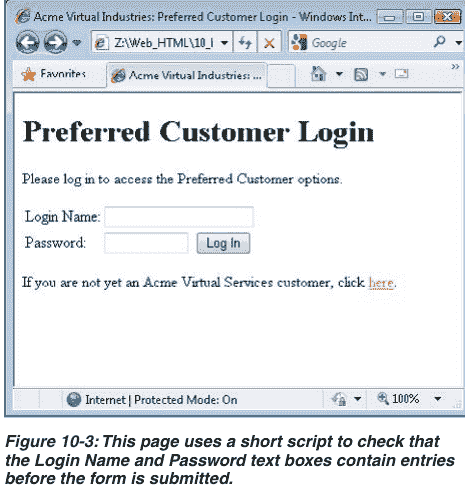 Acme Virtual Industries: Preferred Customer Login - Windows Int...
Z:\Web_HTML\10_I
Google
Favorites
Acme Virtual Industries: ...
Preferred Customer Login
Please log in to access the Preferred Customer options.
Login Name:
Password:
Log In
If you are not yet an Acme Virtual Services customer, click here.
Internet | Protected Mode: On
100%
Figure 10-3: This page uses a short script to check that
the Login Name and Password text boxes contain entries
before the form is submitted.